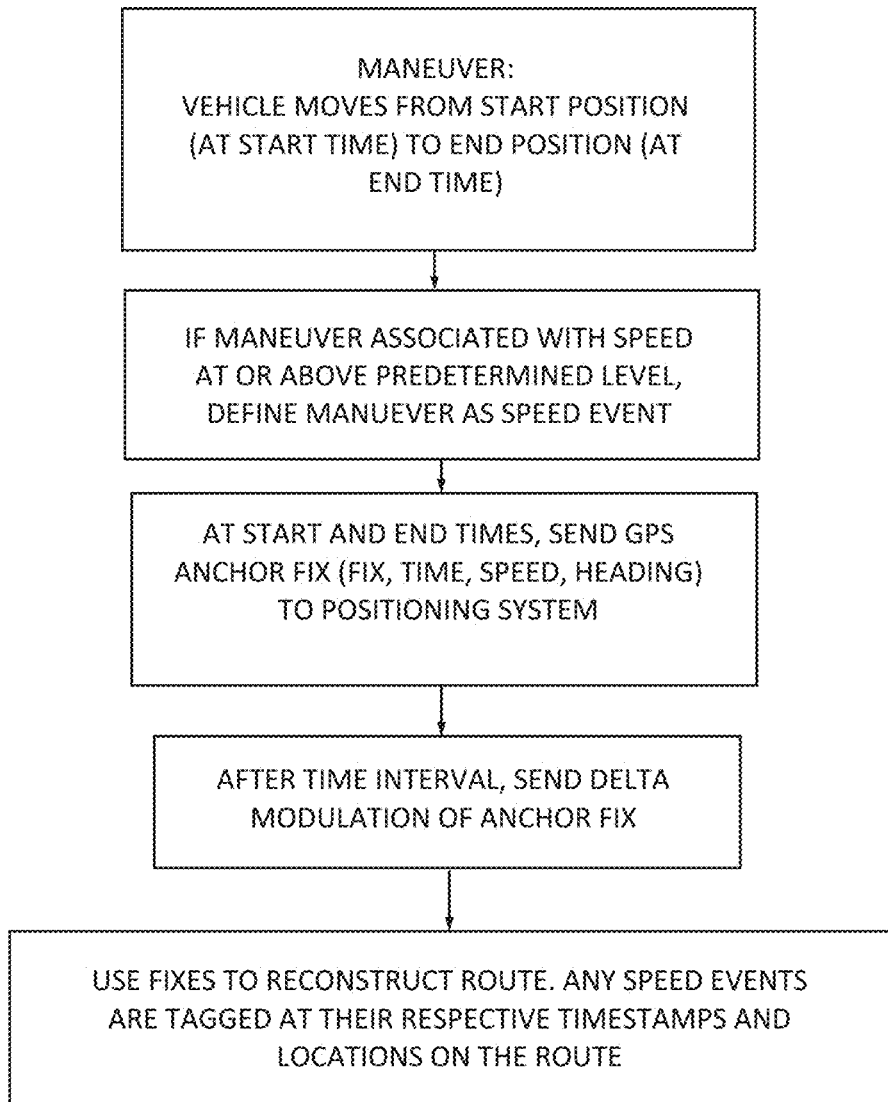 MANEUVER:
VEHICLE MOVES FROM START POSITION
(AT START TIME) TO END POSITION (AT
END TIME)
IF MANEUVER ASSOCIATED WITH SPEED
AT OR ABOVE PREDETERMINED LEVEL,
DEFINE MANUEVER AS SPEED EVENT
AT START AND END TIMES, SEND GPS
ANCHOR FIX (FIX, TIME, SPEED, HEADING)
TO POSITIONING SYSTEM
AFTER TIME INTERVAL, SEND DELTA
MODULATION OF ANCHOR FIX
USE FIXES TO RECONSTRUCT ROUTE. ANY SPEED EVENTS
ARE TAGGED AT THEIR RESPECTIVE TIMESTAMPS AND
LOCATIONS ON THE ROUTE